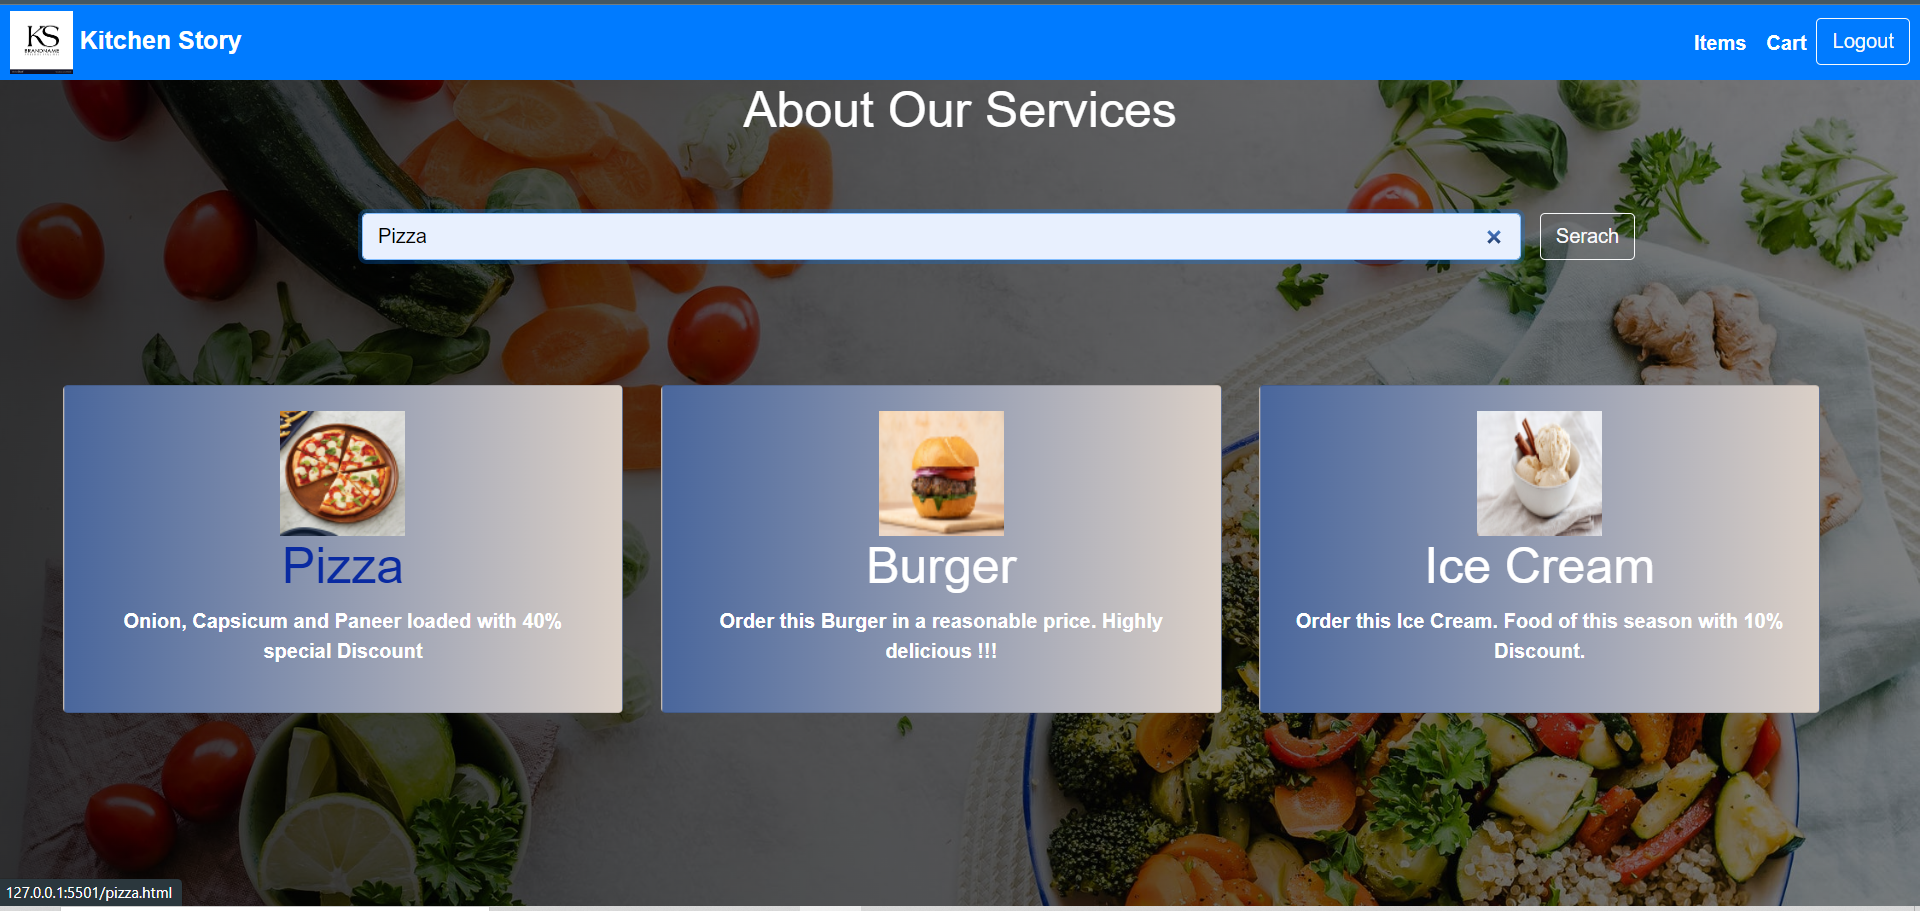 KS
BRANDNAME
Kitchen Story
Items
Cart
Logout
About Our Services
Pizza
Serach
Pizza
Onion, Capsicum and Paneer loaded with 40%
special Discount
Burger
Order this Burger in a reasonable price. Highly
delicious !!!
Ice Cream
Order this Ice Cream. Food of this season with 10%
Discount.
127.0.0.1:5501/pizza.html